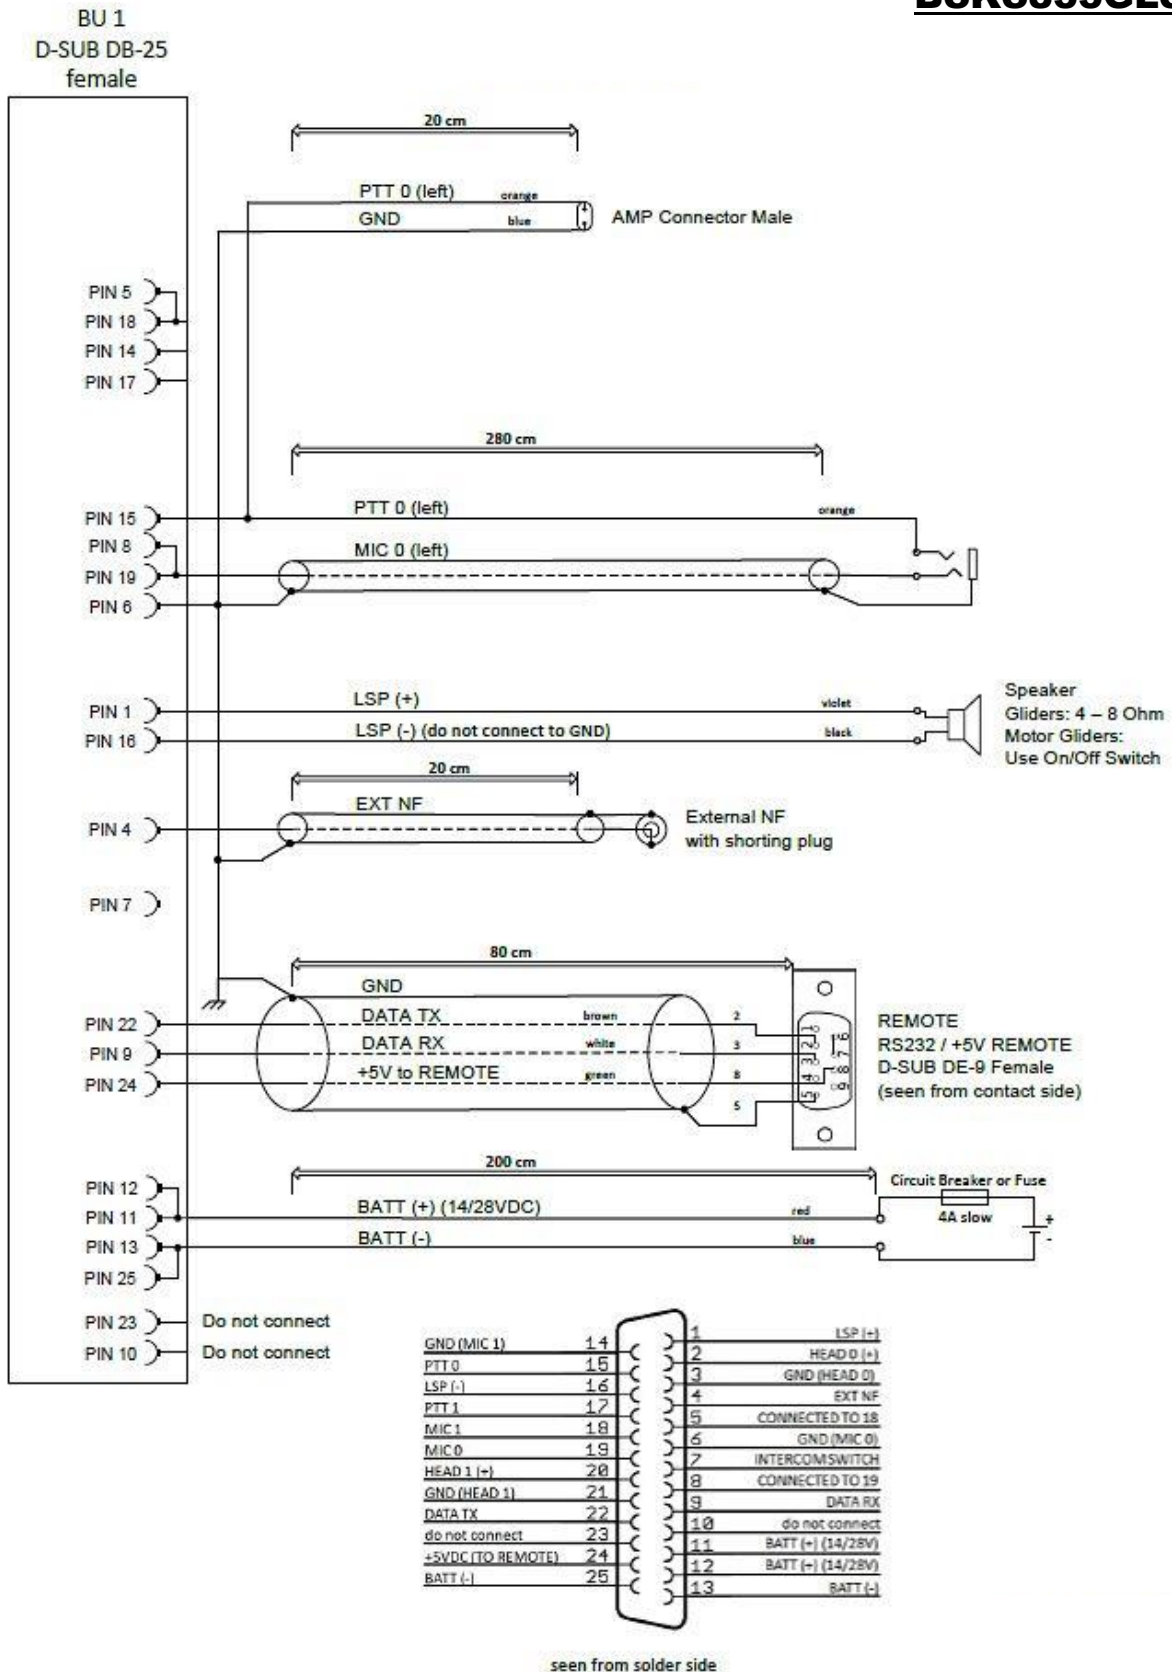 BU 1
D-SUB DB-25
female
20 cm
PTT 0 (left) orange
GND blue
AMP Connector Male
PIN 5
PIN 18
PIN 14
PIN 17
280 cm
PIN 15 PTT 0 (left) orange
PIN 8
MIC 0 (left)
PIN 19
PIN 6
PIN 1 LSP (+) violet
PIN 16 LSP (-) (do not connect to GND) black
Speaker
Gliders: 4 – 8 Ohm
Motor Gliders:
Use On/Off Switch
20 cm
EXT NF
PIN 4
External NF
with shorting plug
PIN 7
80 cm
GND
PIN 22 DATA TX brown 2
PIN 9 DATA RX white 3
PIN 24 +5V to REMOTE green 8
5
1 2 3 4 5
6 7 8 9
REMOTE
RS232 / +5V REMOTE
D-SUB DE-9 Female
(seen from contact side)
200 cm
PIN 12
PIN 11 BATT (+) (14/28VDC) red
PIN 13 BATT (-) blue
PIN 25
Circuit Breaker or Fuse
4A slow
+
-
PIN 23 Do not connect
PIN 10 Do not connect
GND (MIC 1) 14
PTT 0 15
LSP (-) 16
PTT 1 17
MIC 1 18
MIC 0 19
HEAD 1 (+) 20
GND (HEAD 1) 21
DATA TX 22
do not connect 23
+5VDC (TO REMOTE) 24
BATT (-) 25
1 LSP (+)
2 HEAD 0 (+)
3 GND (HEAD 0)
4 EXT NF
5 CONNECTED TO 18
6 GND (MIC 0)
7 INTERCOM SWITCH
8 CONNECTED TO 19
9 DATA RX
10 do not connect
11 BATT (+) (14/28V)
12 BATT (+) (14/28V)
13 BATT (-)
seen from solder side